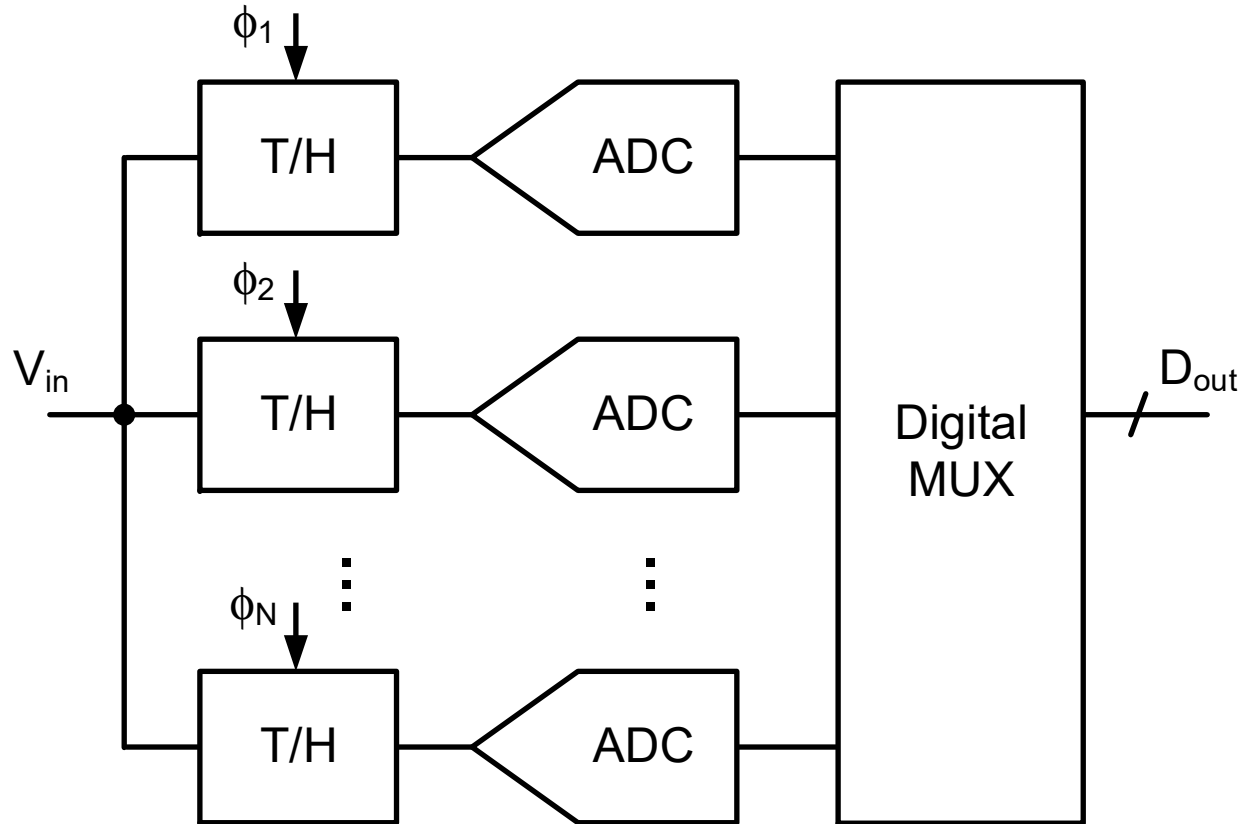 ϕ1
T/H
ADC
ϕ2
Vin
T/H
ADC
Digital
MUX
Dout
ϕN
T/H
ADC